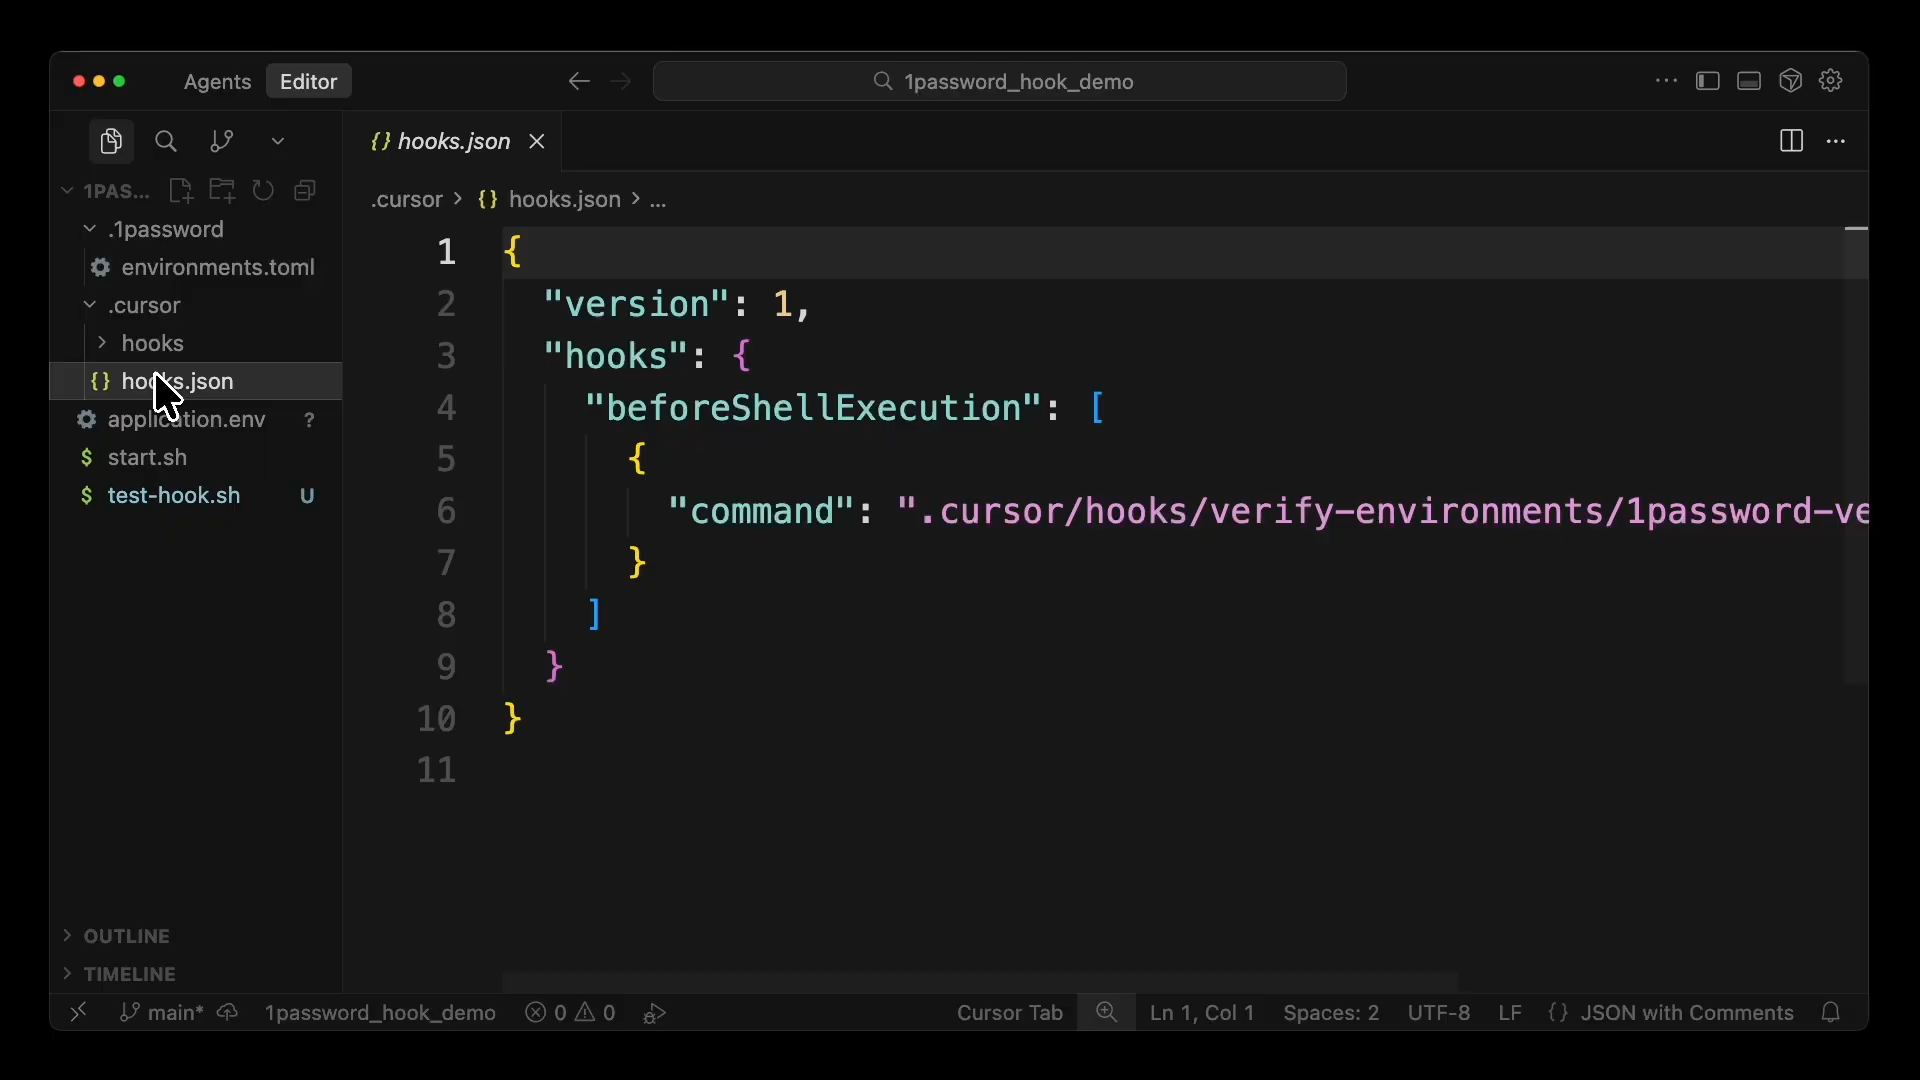 Agents Editor
1password_hook_demo
{} hooks.json
1PAS...
.cursor > {} hooks.json > ...
.1password
environments.toml
.cursor
hooks
{} hooks.json
application.env ?
$ start.sh
$ test-hook.sh U
1 {
2 "version": 1,
3 "hooks": {
4 "beforeShellExecution": [
5 {
6 "command": ".cursor/hooks/verify-environments/1password-ve
7 }
8 ]
9 }
10 }
11
OUTLINE
TIMELINE
main* 1password_hook_demo 0 0 Cursor Tab Ln 1, Col 1 Spaces: 2 UTF-8 LF {} JSON with Comments